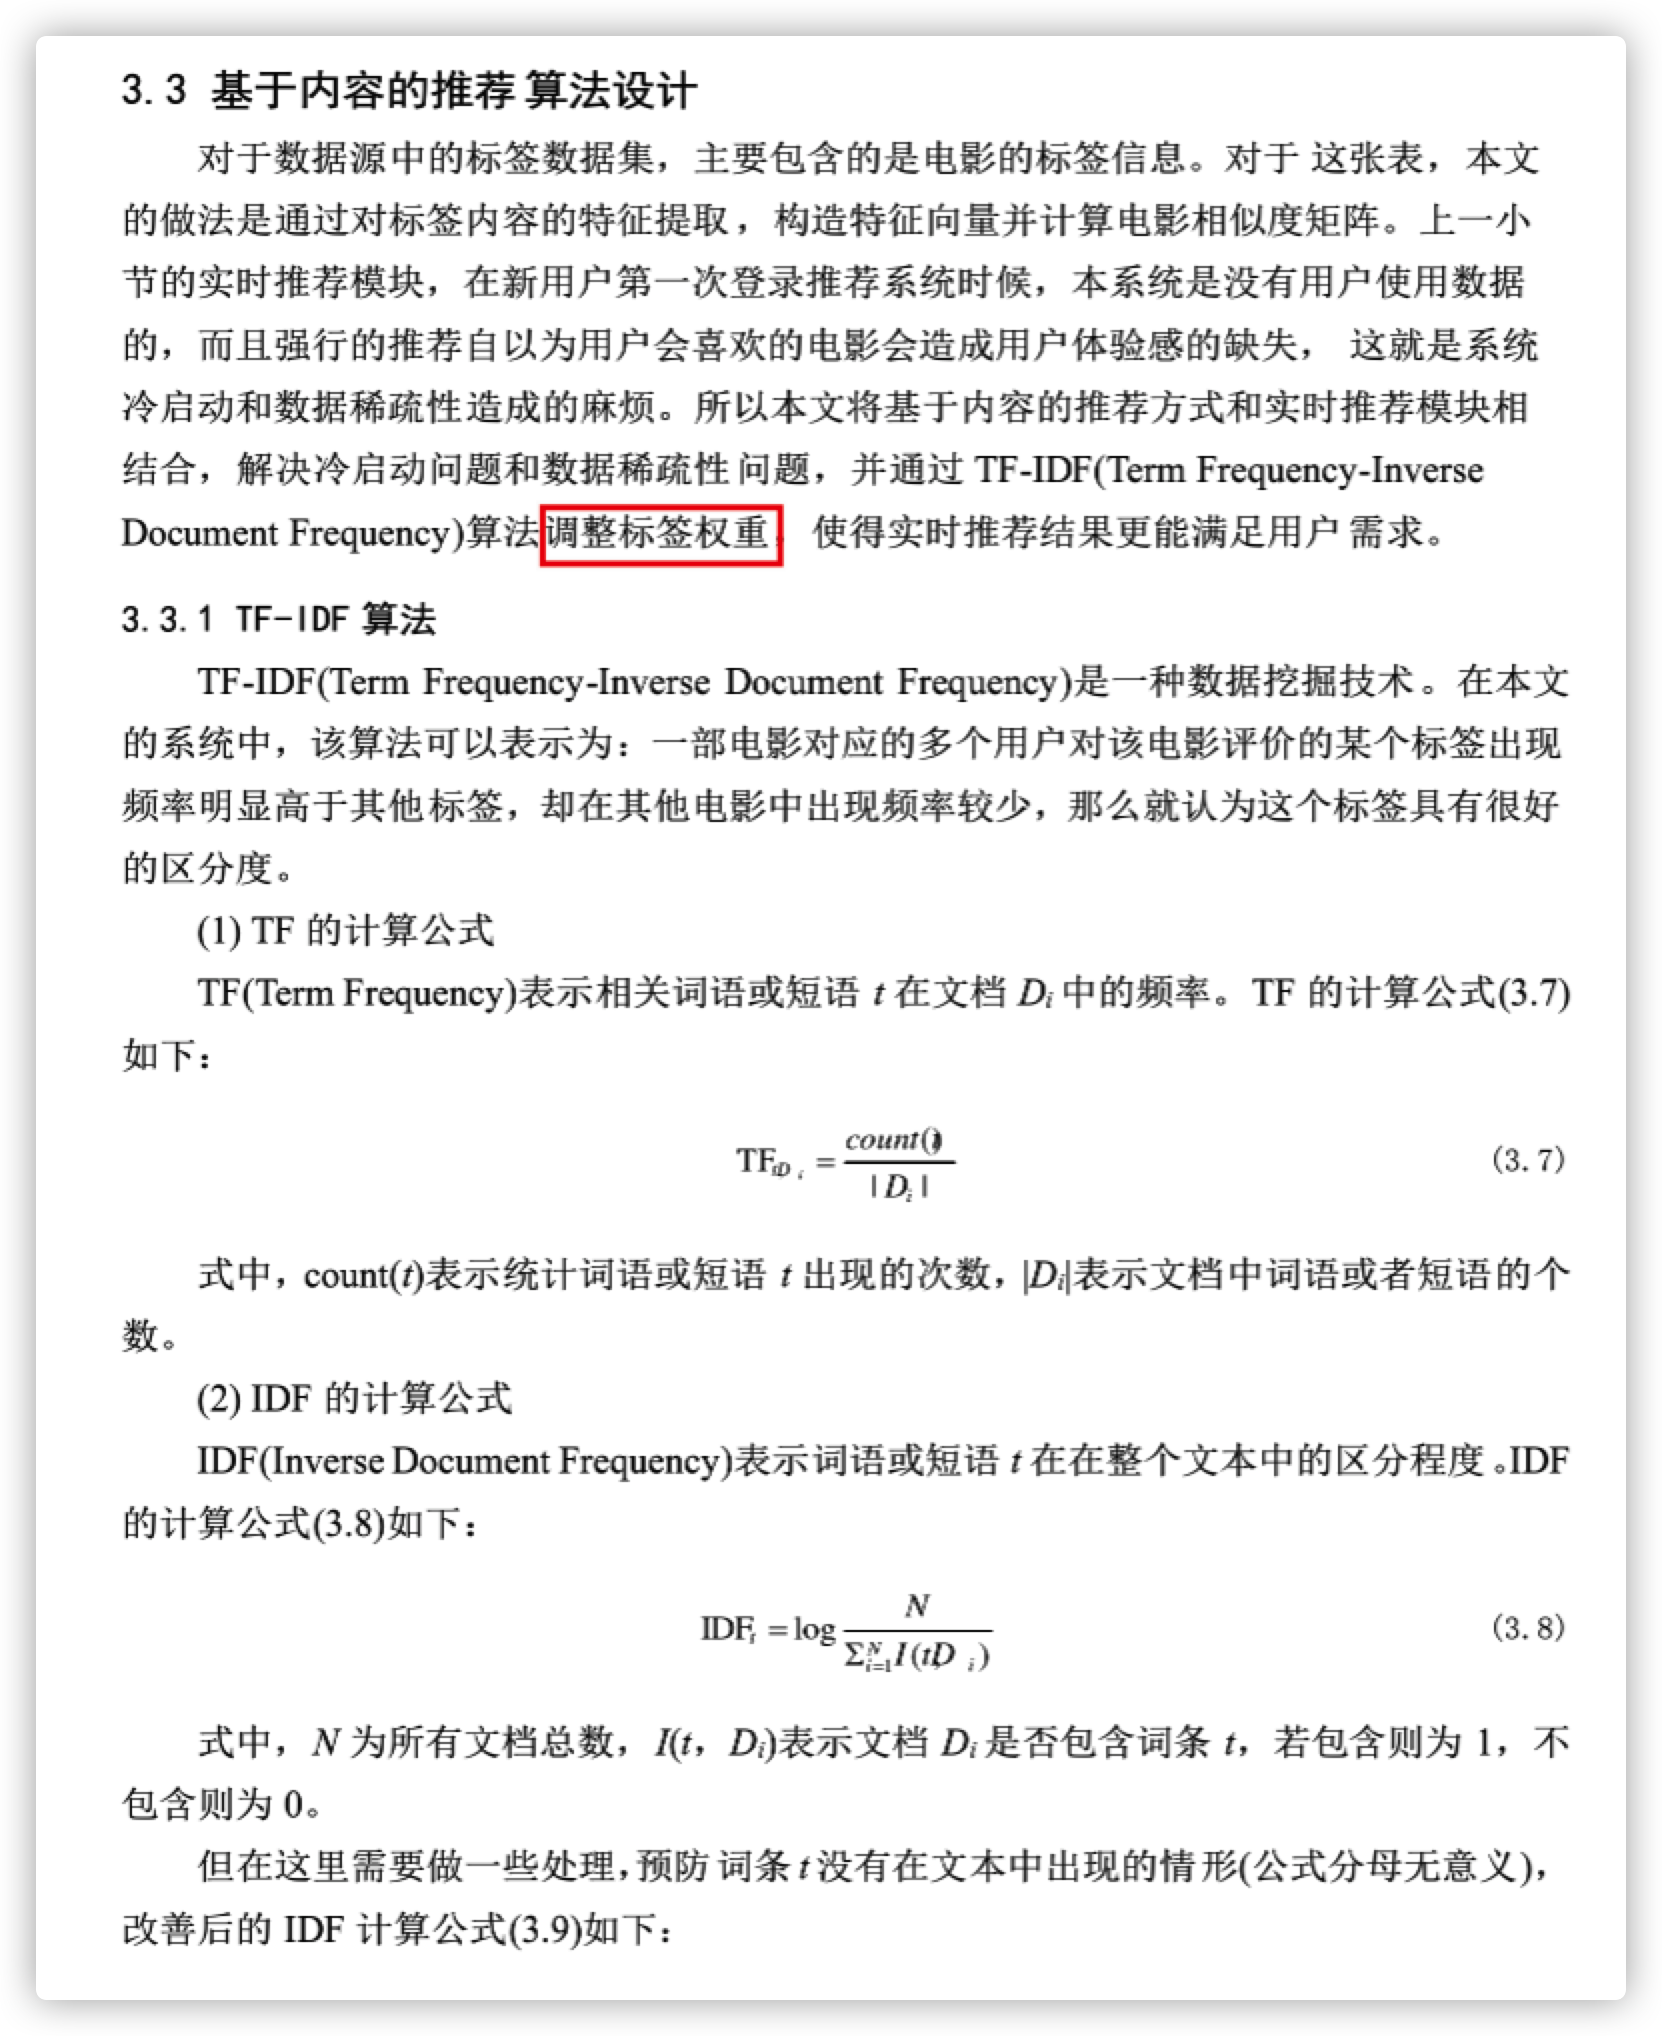 3.3 基于内容的推荐算法设计
对于数据源中的标签数据集，主要包含的是电影的标签信息。对于 这张表，本文
的做法是通过对标签内容的特征提取，构造特征向量并计算电影相似度矩阵。上一小
节的实时推荐模块，在新用户第一次登录推荐系统时候，本系统是没有用户使用数据
的，而且强行的推荐自以为用户会喜欢的电影会造成用户体验感的缺失， 这就是系统
冷启动和数据稀疏性造成的麻烦。所以本文将基于内容的推荐方式和实时推荐模块相
结合，解决冷启动问题和数据稀疏性问题，并通过 TF-IDF(Term Frequency-Inverse
Document Frequency)算法调整标签权重，使得实时推荐结果更能满足用户 需求。
3.3.1 TF-IDF 算法
TF-IDF(Term Frequency-Inverse Document Frequency)是一种数据挖掘技术。在本文
的系统中，该算法可以表示为：一部电影对应的多个用户对该电影评价的某个标签出现
频率明显高于其他标签，却在其他电影中出现频率较少，那么就认为这个标签具有很好
的区分度。
(1) TF 的计算公式
TF(Term Frequency)表示相关词语或短语 t 在文档 Di 中的频率。TF 的计算公式(3.7)
如下：
TFtD i = count(t) / | Di | (3.7)
式中，count(t)表示统计词语或短语 t 出现的次数，|Di|表示文档中词语或者短语的个
数。
(2) IDF 的计算公式
IDF(Inverse Document Frequency)表示词语或短语 t 在在整个文本中的区分程度。IDF
的计算公式(3.8)如下：
IDFt = log N / Σ_{i=1}^{N} I(t,D i) (3.8)
式中，N 为所有文档总数，I(t，Di)表示文档 Di 是否包含词条 t，若包含则为 1，不
包含则为 0。
但在这里需要做一些处理，预防词条 t 没有在文本中出现的情形(公式分母无意义)，
改善后的 IDF 计算公式(3.9)如下：